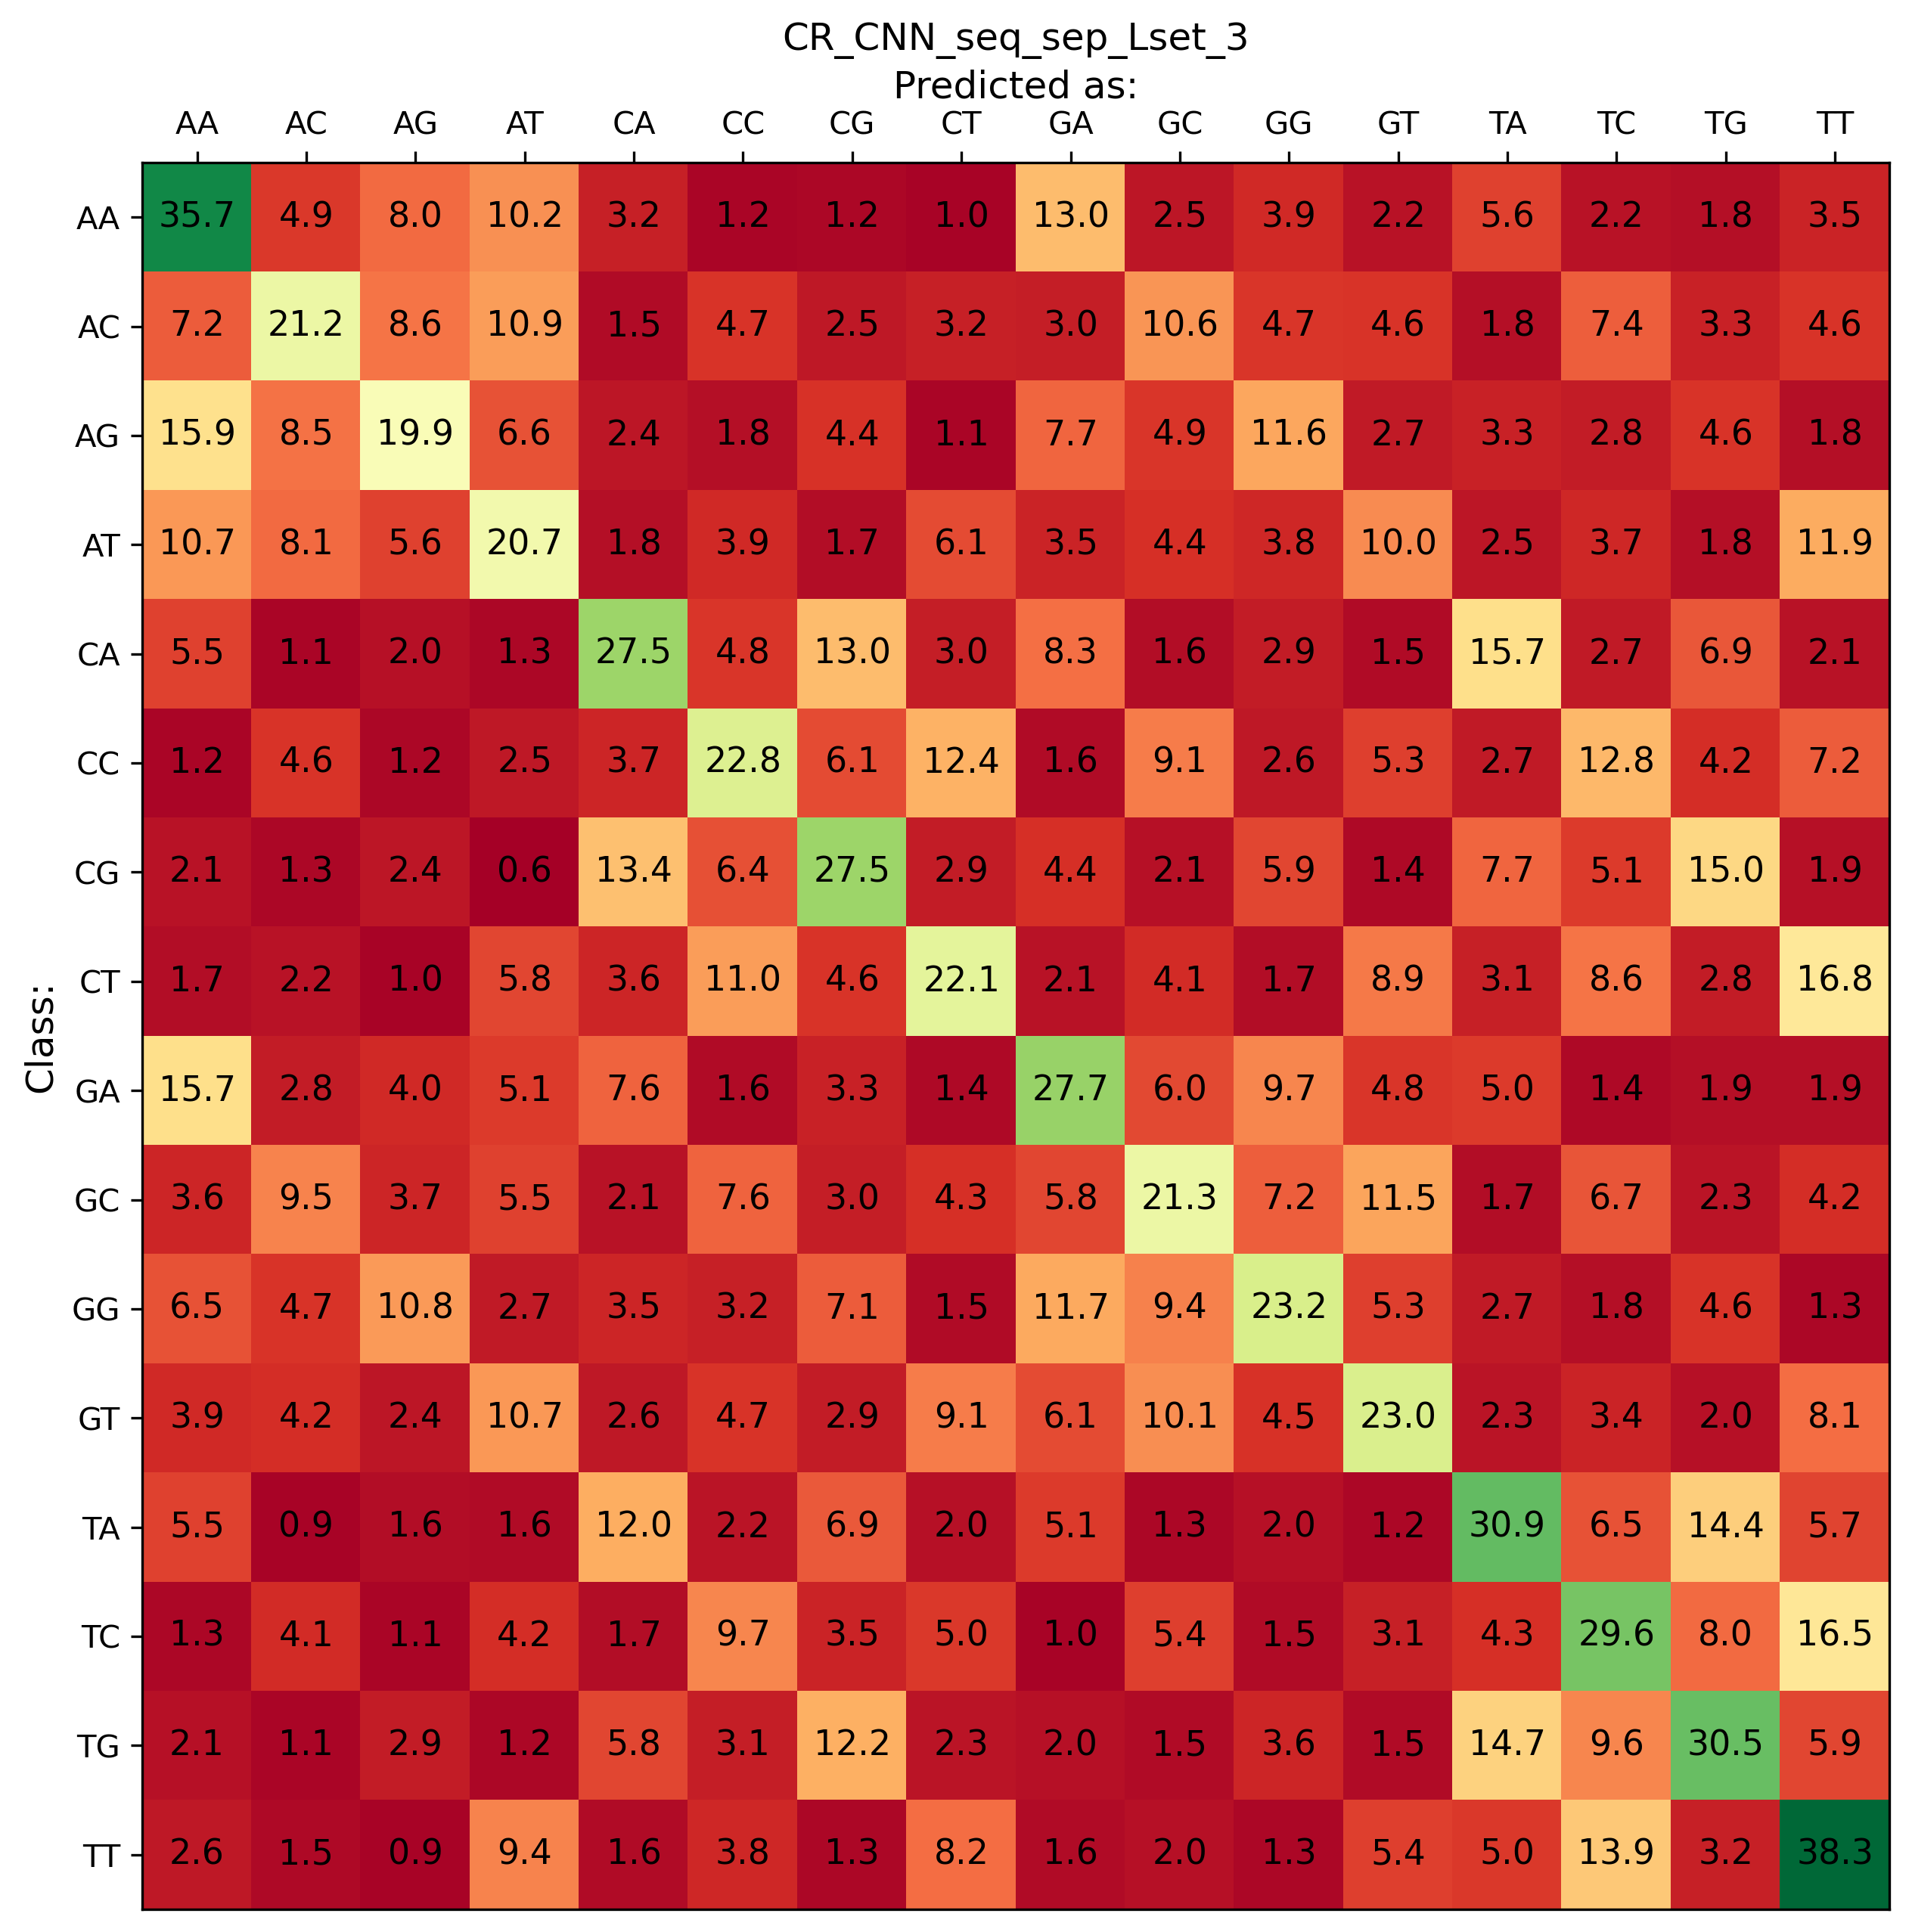 CR_CNN_seq_sep_Lset_3
Predicted as:
AA AC AG AT CA CC CG CT GA GC GG GT TA TC TG TT
AA 35.7 4.9 8.0 10.2 3.2 1.2 1.2 1.0 13.0 2.5 3.9 2.2 5.6 2.2 1.8 3.5
AC 7.2 21.2 8.6 10.9 1.5 4.7 2.5 3.2 3.0 10.6 4.7 4.6 1.8 7.4 3.3 4.6
AG 15.9 8.5 19.9 6.6 2.4 1.8 4.4 1.1 7.7 4.9 11.6 2.7 3.3 2.8 4.6 1.8
AT 10.7 8.1 5.6 20.7 1.8 3.9 1.7 6.1 3.5 4.4 3.8 10.0 2.5 3.7 1.8 11.9
CA 5.5 1.1 2.0 1.3 27.5 4.8 13.0 3.0 8.3 1.6 2.9 1.5 15.7 2.7 6.9 2.1
CC 1.2 4.6 1.2 2.5 3.7 22.8 6.1 12.4 1.6 9.1 2.6 5.3 2.7 12.8 4.2 7.2
CG 2.1 1.3 2.4 0.6 13.4 6.4 27.5 2.9 4.4 2.1 5.9 1.4 7.7 5.1 15.0 1.9
CT 1.7 2.2 1.0 5.8 3.6 11.0 4.6 22.1 2.1 4.1 1.7 8.9 3.1 8.6 2.8 16.8
Class:
GA 15.7 2.8 4.0 5.1 7.6 1.6 3.3 1.4 27.7 6.0 9.7 4.8 5.0 1.4 1.9 1.9
GC 3.6 9.5 3.7 5.5 2.1 7.6 3.0 4.3 5.8 21.3 7.2 11.5 1.7 6.7 2.3 4.2
GG 6.5 4.7 10.8 2.7 3.5 3.2 7.1 1.5 11.7 9.4 23.2 5.3 2.7 1.8 4.6 1.3
GT 3.9 4.2 2.4 10.7 2.6 4.7 2.9 9.1 6.1 10.1 4.5 23.0 2.3 3.4 2.0 8.1
TA 5.5 0.9 1.6 1.6 12.0 2.2 6.9 2.0 5.1 1.3 2.0 1.2 30.9 6.5 14.4 5.7
TC 1.3 4.1 1.1 4.2 1.7 9.7 3.5 5.0 1.0 5.4 1.5 3.1 4.3 29.6 8.0 16.5
TG 2.1 1.1 2.9 1.2 5.8 3.1 12.2 2.3 2.0 1.5 3.6 1.5 14.7 9.6 30.5 5.9
TT 2.6 1.5 0.9 9.4 1.6 3.8 1.3 8.2 1.6 2.0 1.3 5.4 5.0 13.9 3.2 38.3